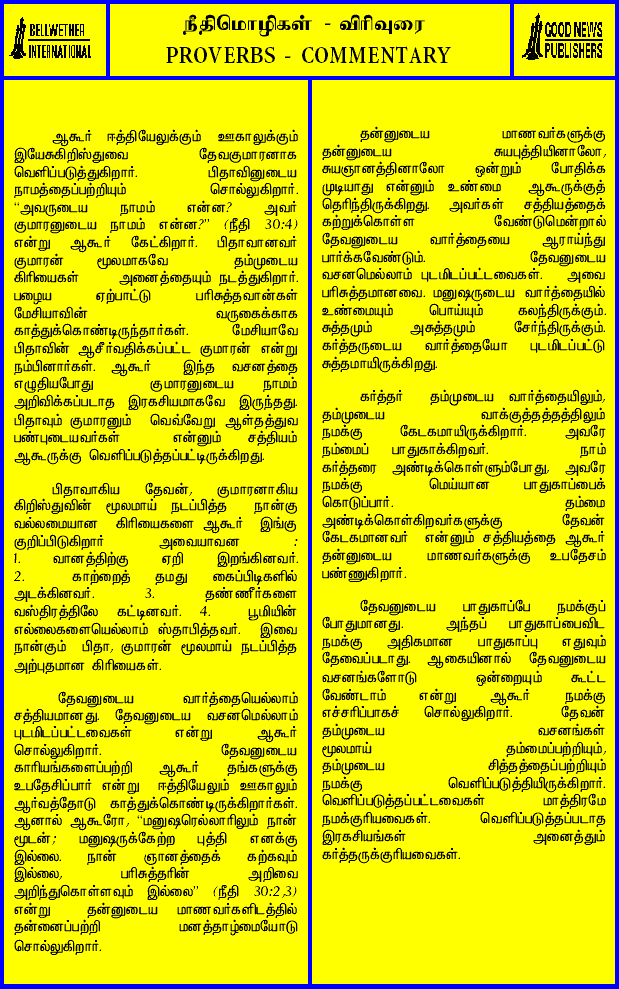 BELLWETHER
INTERNATIONAL
நீதிமொழிகள் - விரிவுரை
PROVERBS - COMMENTARY
GOOD NEWS
PUBLISHERS
ஆகூர் ஈத்தியேலுக்கும் ஊகாலுக்கும்
இயேசுகிறிஸ்துவை தேவகுமாரனாக
வெளிப்படுத்துகிறார். பிதாவினுடைய
நாமத்தைப்பற்றியும் சொல்லுகிறார்.
“அவருடைய நாமம் என்ன? அவர்
குமாரனுடைய நாமம் என்ன?” (நீதி 30:4)
என்று ஆகூர் கேட்கிறார். பிதாவானவர்
குமாரன் மூலமாகவே தம்முடைய
கிரியைகள் அனைத்தையும் நடத்துகிறார்.
பழைய ஏற்பாட்டு பரிசுத்தவான்கள்
மேசியாவின் வருகைக்காக
காத்துக்கொண்டிருந்தார்கள். மேசியாவே
பிதாவின் ஆசீர்வதிக்கப்பட்ட குமாரன் என்று
நம்பினார்கள். ஆகூர் இந்த வசனத்தை
எழுதியபோது குமாரனுடைய நாமம்
அறிவிக்கப்படாத இரகசியமாகவே இருந்தது.
பிதாவும் குமாரனும் வெவ்வேறு ஆள்தத்துவ
பண்புடையவர்கள் என்னும் சத்தியம்
ஆகூருக்கு வெளிப்படுத்தப்பட்டிருக்கிறது.
பிதாவாகிய தேவன், குமாரனாகிய
கிறிஸ்துவின் மூலமாய் நடப்பித்த நான்கு
வல்லமையான கிரியைகளை ஆகூர் இங்கு
குறிப்பிடுகிறார் அவையாவன :
1. வானத்திற்கு ஏறி இறங்கினவர்.
2. காற்றைத் தமது கைப்பிடிகளில்
அடக்கினவர். 3. தண்ணீர்களை
வஸ்திரத்திலே கட்டினவர். 4. பூமியின்
எல்லைகளையெல்லாம் ஸ்தாபித்தவர். இவை
நான்கும் பிதா, குமாரன் மூலமாய் நடப்பித்த
அற்புதமான கிரியைகள்.
தேவனுடைய வார்த்தையெல்லாம்
சத்தியமானது. தேவனுடைய வசனமெல்லாம்
புடமிடப்பட்டவைகள் என்று ஆகூர்
சொல்லுகிறார். தேவனுடைய
காரியங்களைப்பற்றி ஆகூர் தங்களுக்கு
உபதேசிப்பார் என்று ஈத்தியேலும் ஊகாலும்
ஆர்வத்தோடு காத்துக்கொண்டிருக்கிறார்கள்.
ஆனால் ஆகூரோ, “மனுஷரெல்லாரிலும் நான்
மூடன்; மனுஷருக்கேற்ற புத்தி எனக்கு
இல்லை. நான் ஞானத்தைக் கற்கவும்
இல்லை, பரிசுத்தரின் அறிவை
அறிந்துகொள்ளவும் இல்லை” (நீதி 30:2,3)
என்று தன்னுடைய மாணவர்களிடத்தில்
தன்னைப்பற்றி மனத்தாழ்மையோடு
சொல்லுகிறார்.
தன்னுடைய மாணவர்களுக்கு
தன்னுடைய சுயபுத்தியினாலோ,
சுயஞானத்தினாலோ ஒன்றும் போதிக்க
முடியாது என்னும் உண்மை ஆகூருக்குத்
தெரிந்திருக்கிறது. அவர்கள் சத்தியத்தைக்
கற்றுக்கொள்ள வேண்டுமென்றால்
தேவனுடைய வார்த்தையை ஆராய்ந்து
பார்க்கவேண்டும். தேவனுடைய
வசனமெல்லாம் புடமிடப்பட்டவைகள். அவை
பரிசுத்தமானவை. மனுஷருடைய வார்த்தையில்
உண்மையும் பொய்யும் கலந்திருக்கும்.
சுத்தமும் அசுத்தமும் சேர்ந்திருக்கும்.
கர்த்தருடைய வார்த்தையோ புடமிடப்பட்டு
சுத்தமாயிருக்கிறது.
கர்த்தர் தம்முடைய வார்த்தையிலும்,
தம்முடைய வாக்குத்தத்தத்திலும்
நமக்கு கேடகமாயிருக்கிறார். அவரே
நம்மைப் பாதுகாக்கிறவர். நாம்
கர்த்தரை அண்டிக்கொள்ளும்போது, அவரே
நமக்கு மெய்யான பாதுகாப்பைக்
கொடுப்பார். தம்மை
அண்டிக்கொள்கிறவர்களுக்கு தேவன்
கேடகமானவர் என்னும் சத்தியத்தை ஆகூர்
தன்னுடைய மாணவர்களுக்கு உபதேசம்
பண்ணுகிறார்.
தேவனுடைய பாதுகாப்பே நமக்குப்
போதுமானது. அந்தப் பாதுகாப்பைவிட
நமக்கு அதிகமான பாதுகாப்பு எதுவும்
தேவைப்படாது. ஆகையினால் தேவனுடைய
வசனங்களோடு ஒன்றையும் கூட்ட
வேண்டாம் என்று ஆகூர் நமக்கு
எச்சரிப்பாகச் சொல்லுகிறார். தேவன்
தம்முடைய வசனங்கள்
மூலமாய் தம்மைப்பற்றியும்,
தம்முடைய சித்தத்தைப்பற்றியும்
நமக்கு வெளிப்படுத்தியிருக்கிறார்.
வெளிப்படுத்தப்பட்டவைகள் மாத்திரமே
நமக்குரியவைகள். வெளிப்படுத்தப்படாத
இரகசியங்கள் அனைத்தும்
கர்த்தருக்குரியவைகள்.